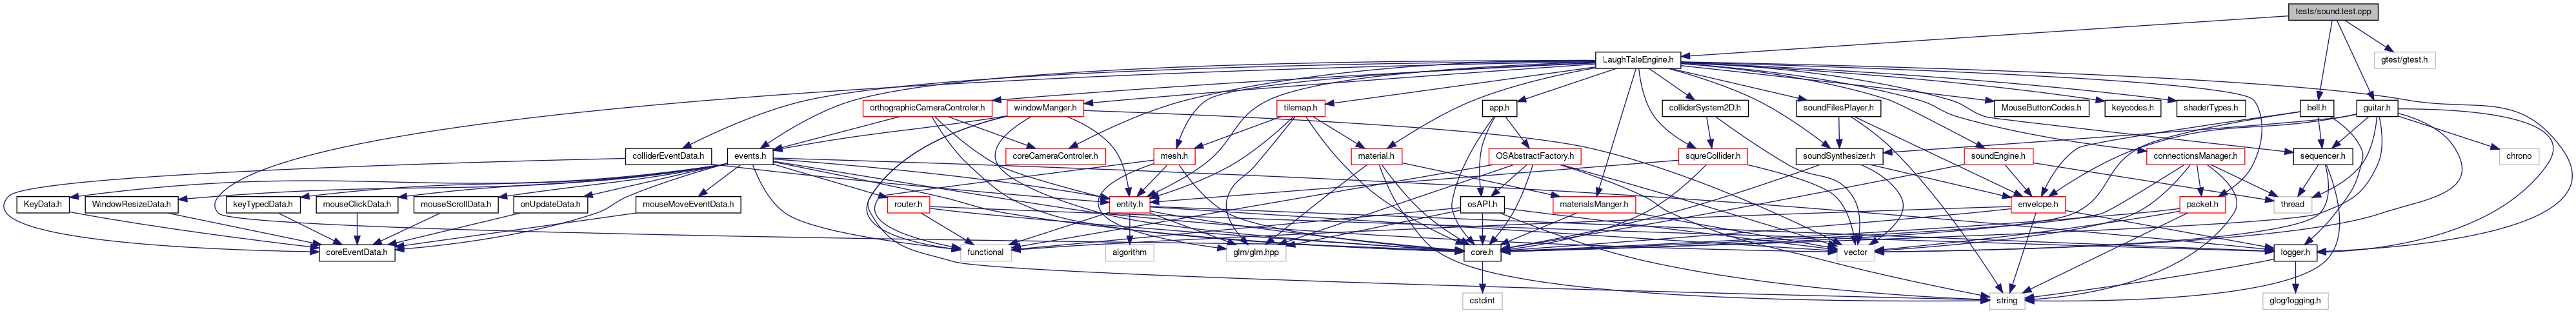 tests/sound.test.cpp
LaughTaleEngine.h
gtest/gtest.h
orthographicCameraControler.h
windowManger.h
tilemap.h
app.h
colliderSystem2D.h
soundFilesPlayer.h
MouseButtonCodes.h
keycodes.h
shaderTypes.h
bell.h
guitar.h
colliderEventData.h
events.h
coreCameraControler.h
mesh.h
material.h
OSAbstractFactory.h
squreCollider.h
soundSynthesizer.h
soundEngine.h
connectionsManager.h
sequencer.h
chrono
KeyData.h
WindowResizeData.h
keyTypedData.h
mouseClickData.h
mouseScrollData.h
onUpdateData.h
mouseMoveEventData.h
router.h
entity.h
osAPI.h
materialsManger.h
envelope.h
packet.h
thread
coreEventData.h
functional
algorithm
glm/glm.hpp
core.h
vector
logger.h
cstdint
string
glog/logging.h